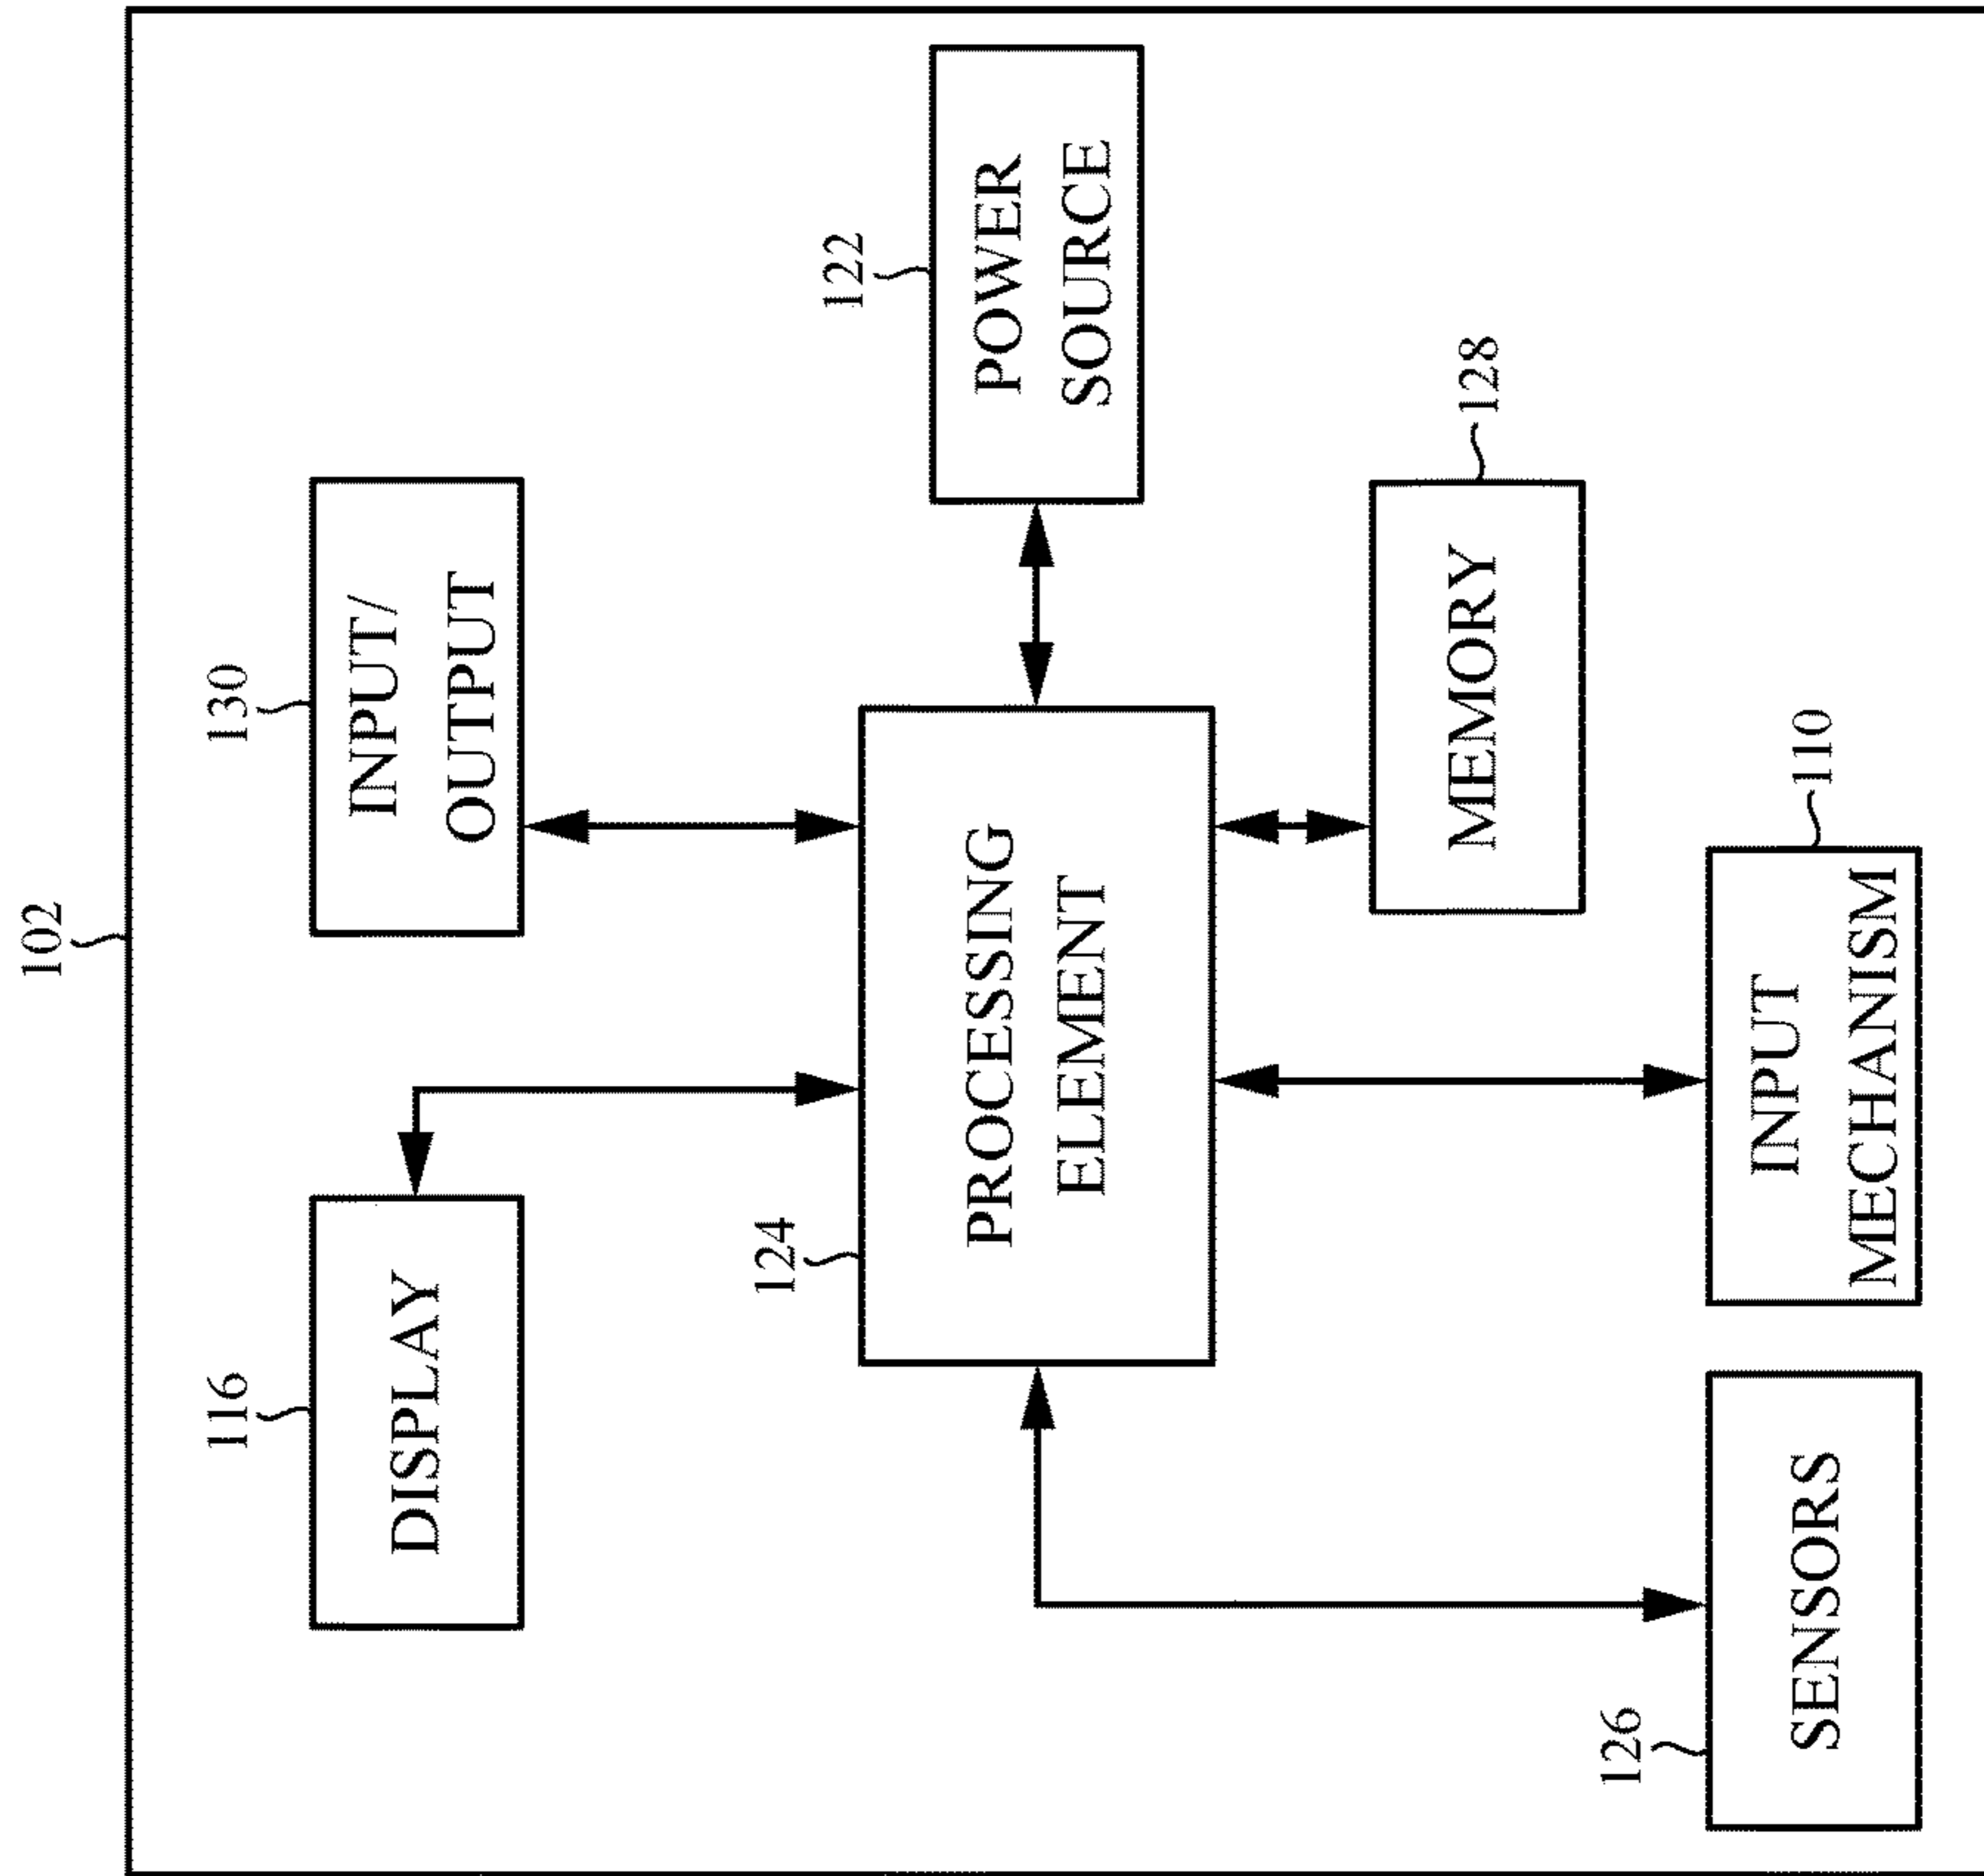 102
116
DISPLAY
130
INPUT/
OUTPUT
124
PROCESSING
ELEMENT
122
POWER
SOURCE
128
MEMORY
126
SENSORS
110
INPUT
MECHANISM